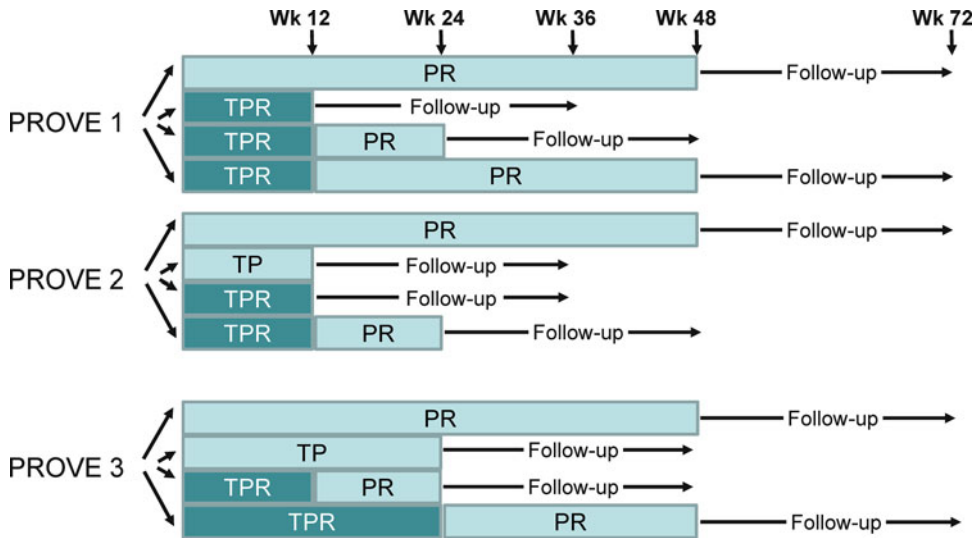 Wk 12 Wk 24 Wk 36 Wk 48 Wk 72
PR Follow-up
PROVE 1
TPR Follow-up
TPR PR Follow-up
TPR PR Follow-up
PR Follow-up
PROVE 2
TP Follow-up
TPR Follow-up
TPR PR Follow-up
PR Follow-up
PROVE 3
TP Follow-up
TPR PR Follow-up
TPR PR Follow-up